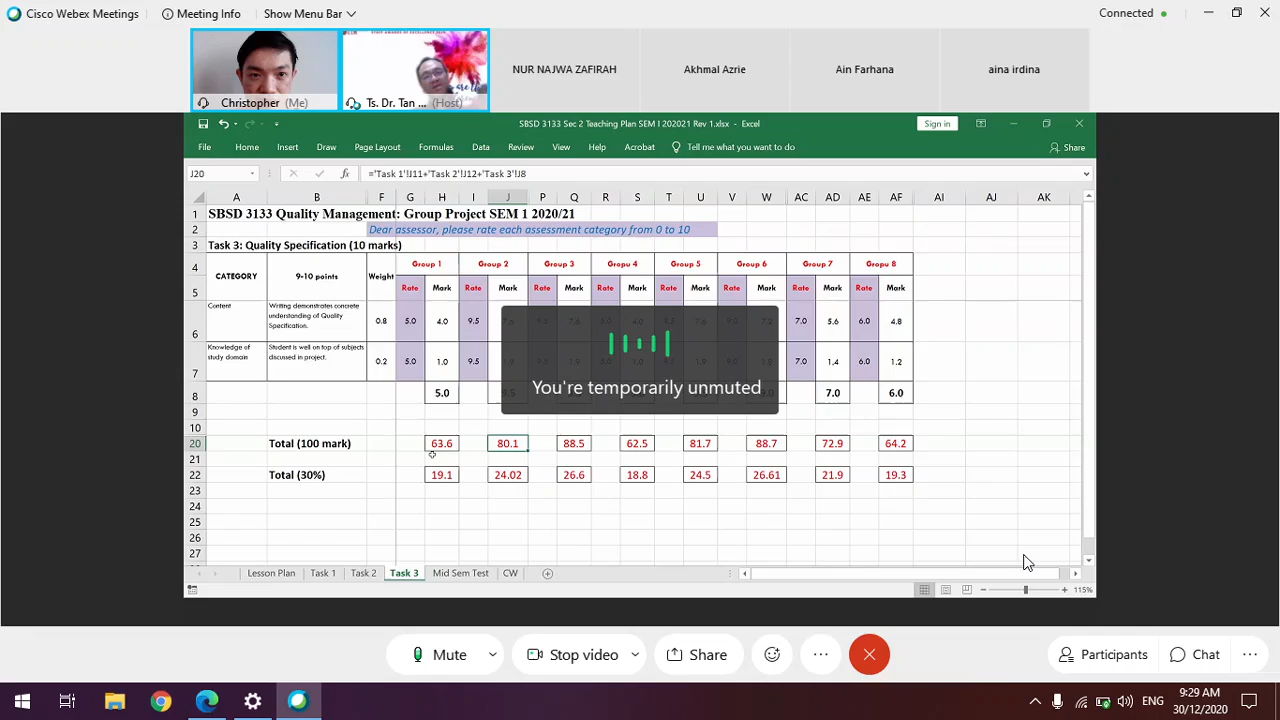 Cisco Webex Meetings Meeting Info Show Menu Bar Connected
NUR NAJWA ZAFIRAH Akhmal Azrie Ain Farhana aina irdina
Christopher (Me) Ts. Dr. Tan ... (Host)
SBSD 3133 Sec 2 Teaching Plan SEM I 202021 Rev 1.xlsx - Excel Sign in
File Home Insert Draw Page Layout Formulas Data Review View Help Acrobat Tell me what you want to do Share
J20 fx ='Task 1'!J11+'Task 2'!J12+'Task 3'!J8
A B F G H I J P Q R S T U V W AC AD AE AF AI AJ AK
1 SBSD 3133 Quality Management: Group Project SEM 1 2020/21
2 Dear assessor, please rate each assessment category from 0 to 10
3 Task 3: Quality Specification (10 marks)
4 CATEGORY 9-10 points Weight Group 1 Group 2 Group 3 Gropu 4 Group 5 Group 6 Group 7 Gropu 8
5 Rate Mark Rate Mark Rate Mark Rate Mark Rate Mark Rate Mark Rate Mark Rate Mark
6 Content Writing demonstrates concrete understanding of Quality Specification. 0.8 5.0 4.0 9.5 7.0 5.6 6.0 4.8
7 Knowledge of study domain Student is well on top of subjects discussed in project. 0.2 5.0 1.0 9.5 7.0 1.4 6.0 1.2
You're temporarily unmuted
8 5.0 7.0 6.0
9
10
20 Total (100 mark) 63.6 80.1 88.5 62.5 81.7 88.7 72.9 64.2
21
22 Total (30%) 19.1 24.02 26.6 18.8 24.5 26.61 21.9 19.3
23
24
25
26
27
Lesson Plan Task 1 Task 2 Task 3 Mid Sem Test CW
115%
Mute Stop video Share Participants Chat
ENG 9:29 AM
30/12/2020